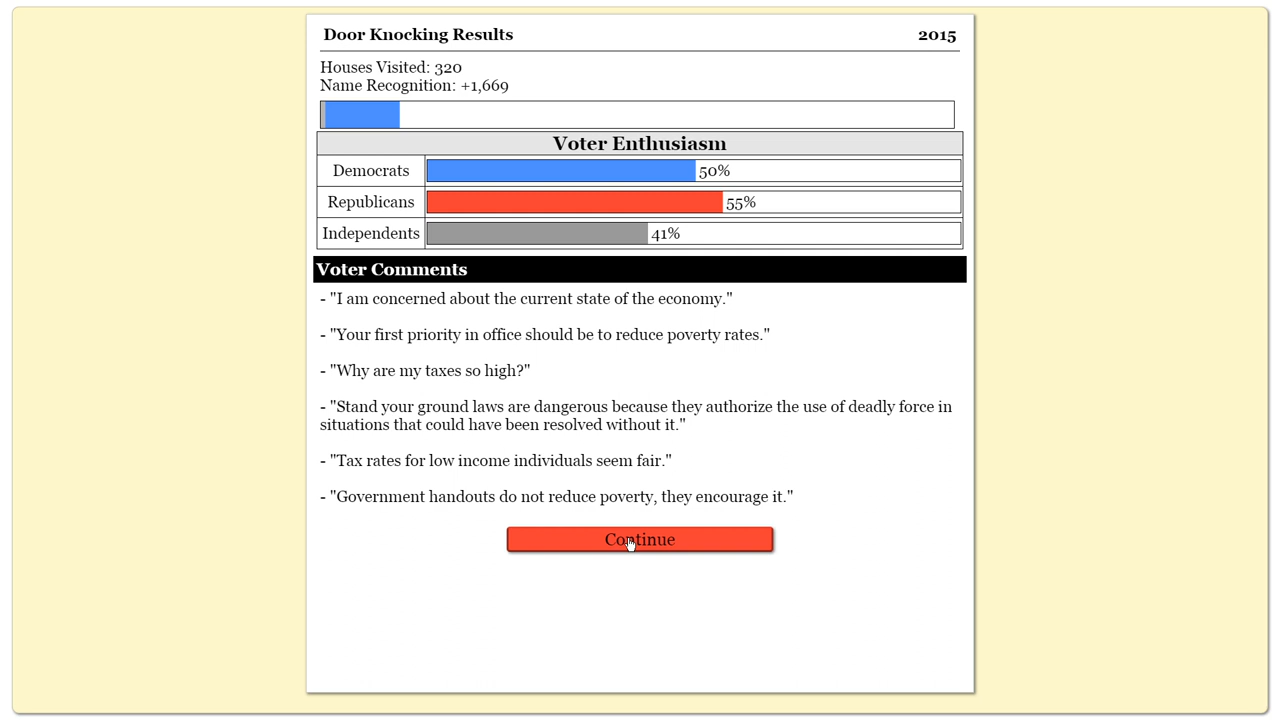 Door Knocking Results 2015
Houses Visited: 320
Name Recognition: +1,669
Voter Enthusiasm
Democrats 50%
Republicans 55%
Independents 41%
Voter Comments
- "I am concerned about the current state of the economy."
- "Your first priority in office should be to reduce poverty rates."
- "Why are my taxes so high?"
- "Stand your ground laws are dangerous because they authorize the use of deadly force in
situations that could have been resolved without it."
- "Tax rates for low income individuals seem fair."
- "Government handouts do not reduce poverty, they encourage it."
Continue